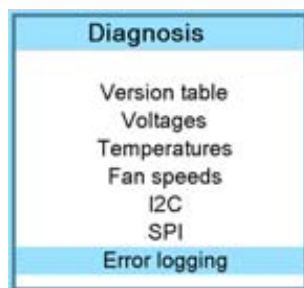 Diagnosis
Version table
Voltages
Temperatures
Fan speeds
I2C
SPI
Error logging